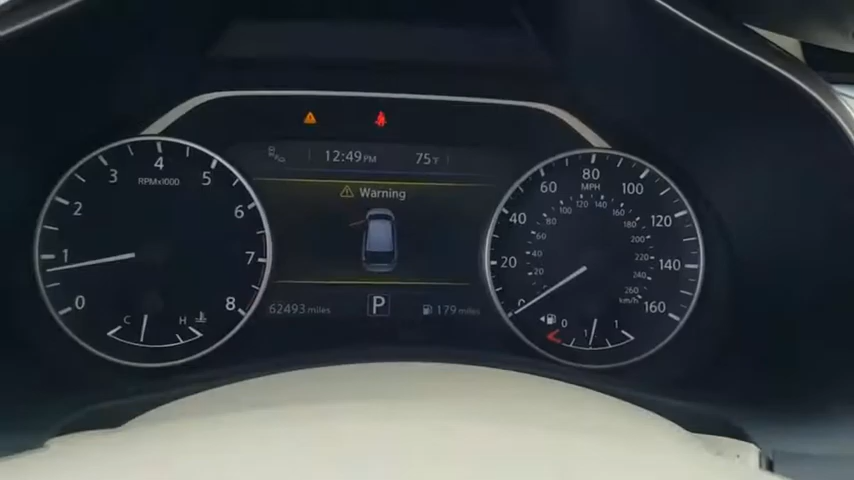 12:49PM 75°F
Warning
0 1 2 3 4 5 6 7 8
RPMx1000
C H
62493 miles P 179 miles
0 20 40 60 80 100 120 140 160
MPH
40 60 80 100 120 140 160 180 200 220 240 260
km/h
0 1